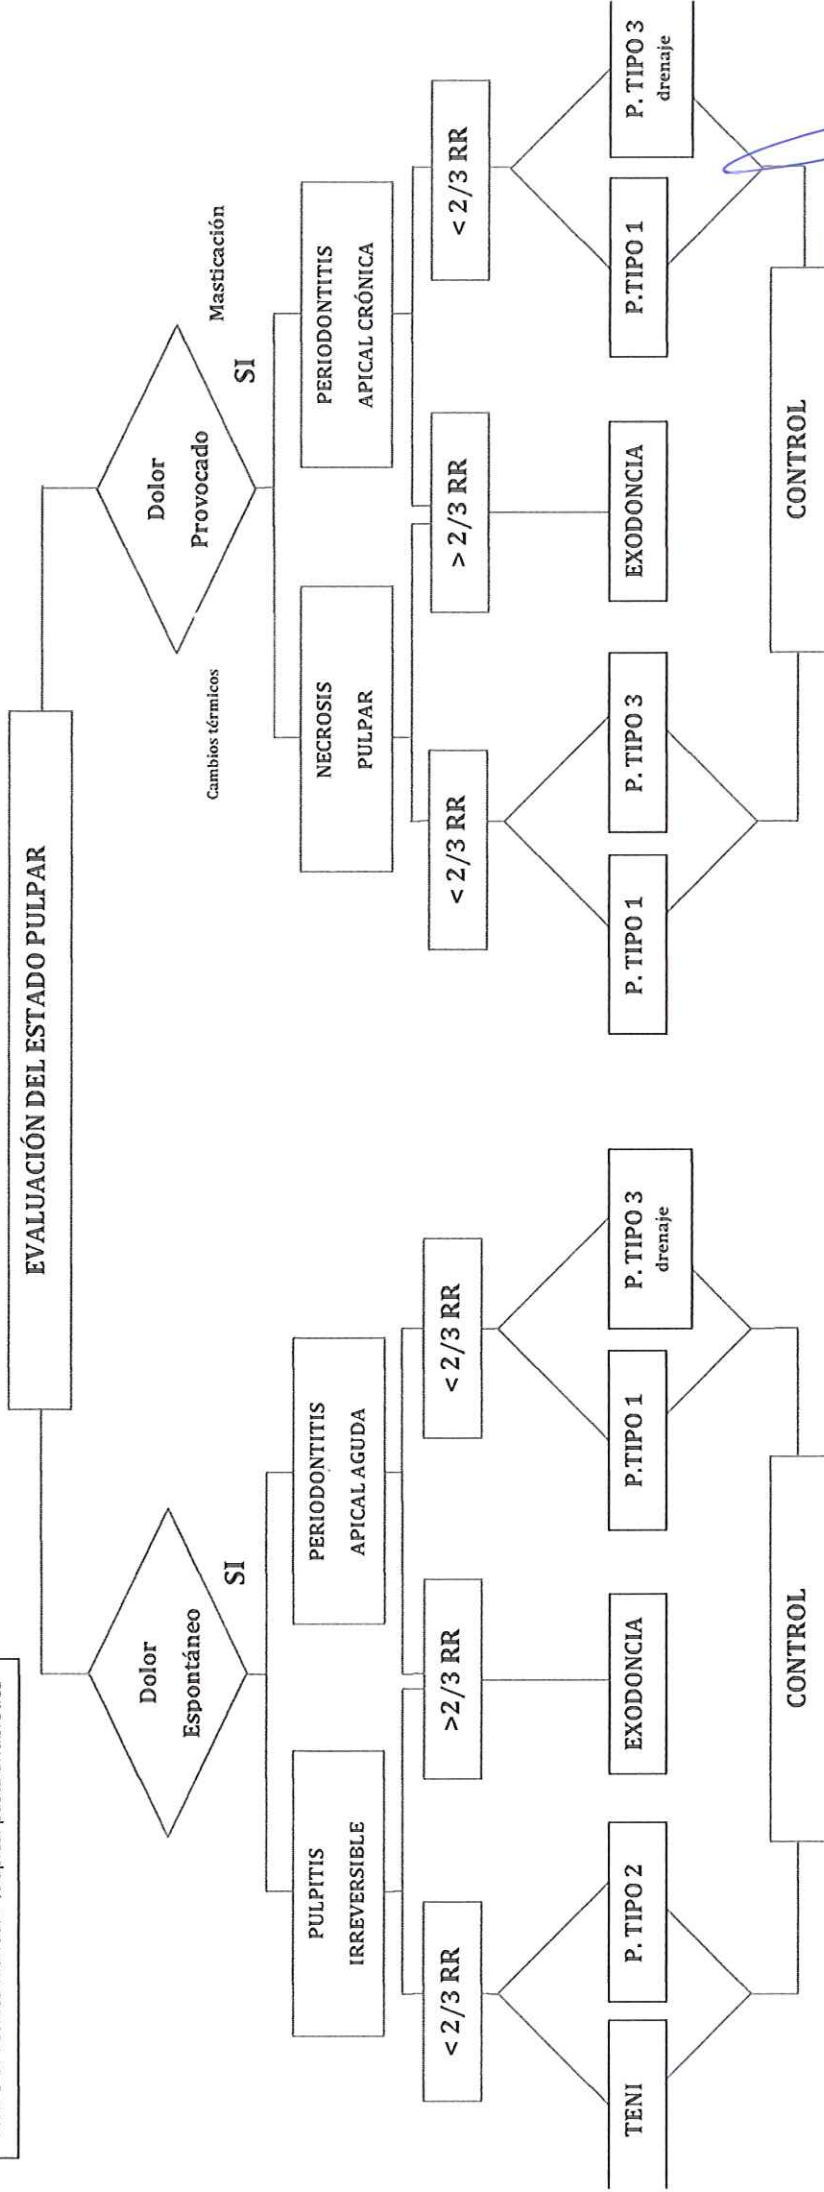 EVALUACIÓN DEL ESTADO PULPAR
Dolor
Espontáneo
SI
PULPITIS
IRREVERSIBLE
PERIODONTITIS
APICAL AGUDA
< 2/3 RR
>2/3 RR
< 2/3 RR
TENI
P. TIPO 2
EXODONCIA
P.TIPO 1
P. TIPO 3
drenaje
CONTROL
Dolor
Provocado
Cambios térmicos
Masticación
SI
NECROSIS
PULPAR
PERIODONTITIS
APICAL CRÓNICA
< 2/3 RR
> 2/3 RR
< 2/3 RR
P. TIPO 1
P. TIPO 3
EXODONCIA
P.TIPO 1
P. TIPO 3
drenaje
CONTROL